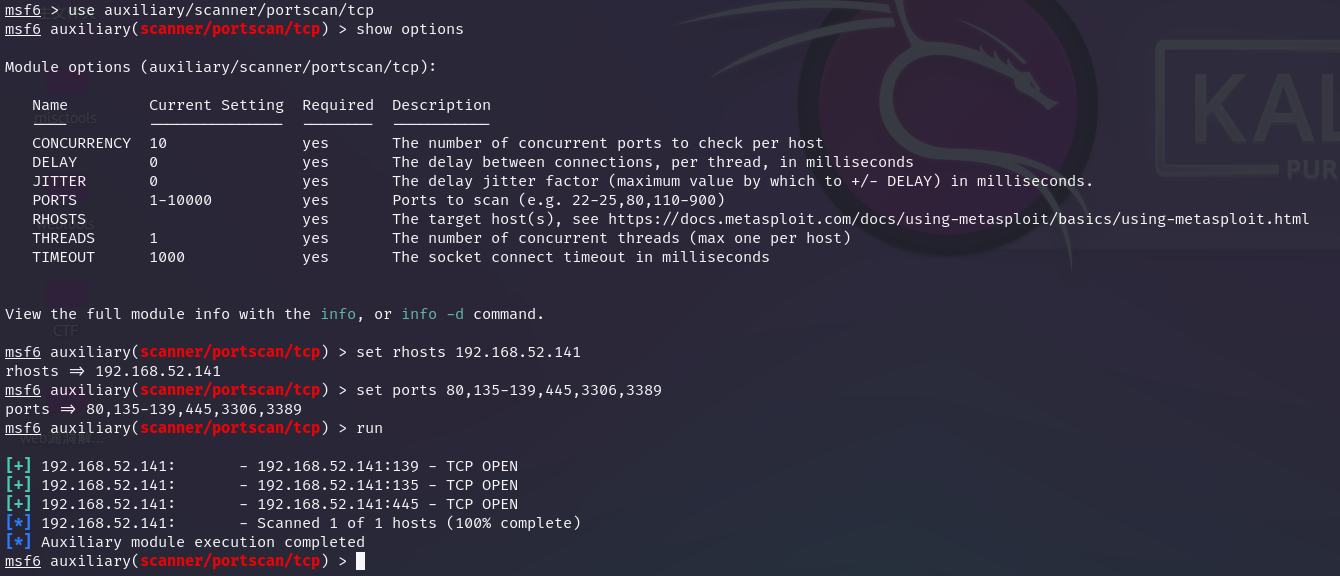 msf6 > use auxiliary/scanner/portscan/tcp
msf6 auxiliary(scanner/portscan/tcp) > show options
Module options (auxiliary/scanner/portscan/tcp):
Name Current Setting Required Description
---- --------------- -------- -----------
CONCURRENCY 10 yes The number of concurrent ports to check per host
DELAY 0 yes The delay between connections, per thread, in milliseconds
JITTER 0 yes The delay jitter factor (maximum value by which to +/- DELAY) in milliseconds.
PORTS 1-10000 yes Ports to scan (e.g. 22-25,80,110-900)
RHOSTS yes The target host(s), see https://docs.metasploit.com/docs/using-metasploit/basics/using-metasploit.html
THREADS 1 yes The number of concurrent threads (max one per host)
TIMEOUT 1000 yes The socket connect timeout in milliseconds
View the full module info with the info, or info -d command.
msf6 auxiliary(scanner/portscan/tcp) > set rhosts 192.168.52.141
rhosts => 192.168.52.141
msf6 auxiliary(scanner/portscan/tcp) > set ports 80,135-139,445,3306,3389
ports => 80,135-139,445,3306,3389
msf6 auxiliary(scanner/portscan/tcp) > run
[+] 192.168.52.141: - 192.168.52.141:139 - TCP OPEN
[+] 192.168.52.141: - 192.168.52.141:135 - TCP OPEN
[+] 192.168.52.141: - 192.168.52.141:445 - TCP OPEN
[*] 192.168.52.141: - Scanned 1 of 1 hosts (100% complete)
[*] Auxiliary module execution completed
msf6 auxiliary(scanner/portscan/tcp) >
misctools
webtools
CTF
KAL
PUR